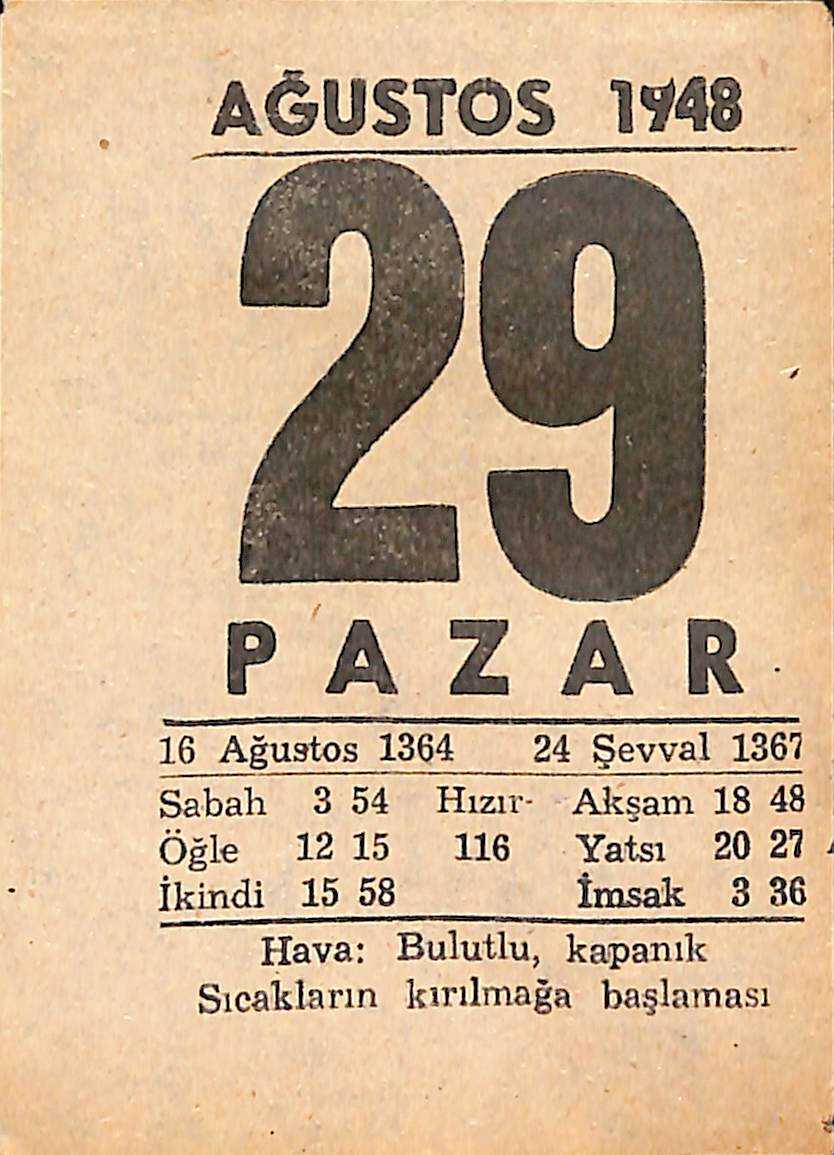 AĞUSTOS 1948
29
PAZAR
16 Ağustos 1364 24 Şevval 1367
Sabah 3 54 Hızır- Akşam 18 48
Öğle 12 15 116 Yatsı 20 27
İkindi 15 58 İmsak 3 36
Hava: Bulutlu, kapanık
Sıcakların kırılmağa başlaması